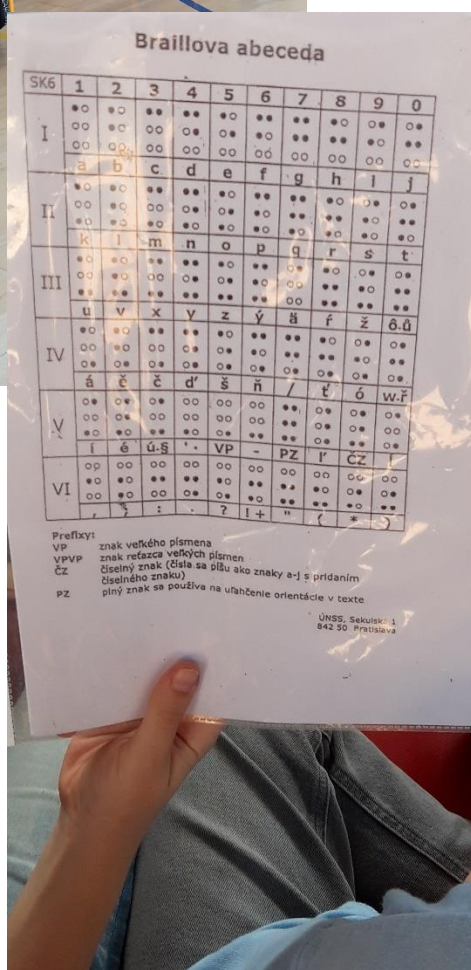 Braillova abeceda
SK6 1 2 3 4 5 6 7 8 9 0
I
a b c d e f g h i j
II
k l m n o p q r s t
III
u v x y z ý ä ŕ ž ô.ů
IV
á č d' š ň / ť ó w.ř
V
í é ú.§ ' . VP - PZ ľ ČZ
VI
, ; : . ? ! + " ( * )
Prefixy:
VP znak veľkého písmena
VPVP znak reťazca veľkých písmen
ČZ číselný znak (čísla sa píšu ako znaky a-j s pridaním
číselného znaku)
PZ plný znak sa používa na uľahčenie orientácie v texte
ÚNSS, Sekulská 1
842 50 Bratislava